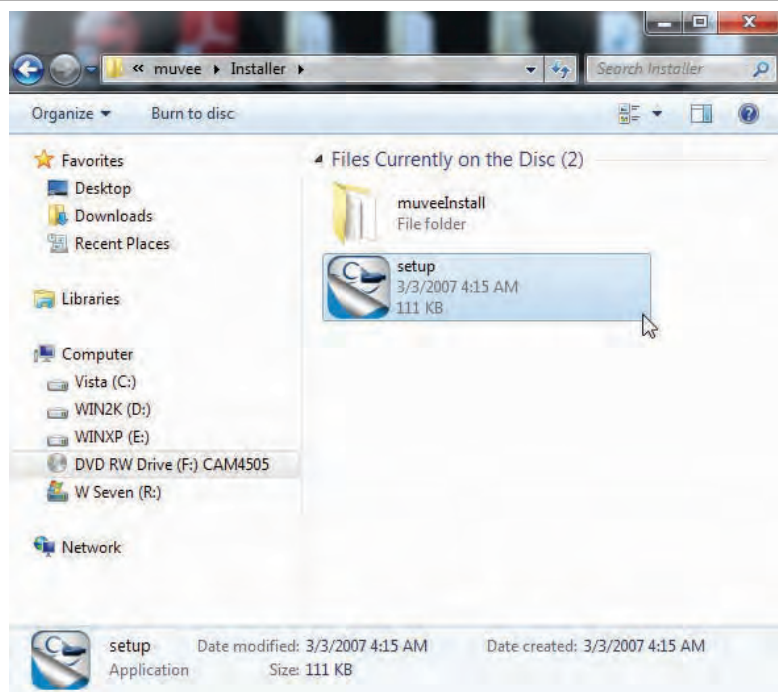 « muvee ▸ Installer ▸
Search Installer
Organize ▾ Burn to disc
Favorites
Desktop
Downloads
Recent Places
Libraries
Computer
Vista (C:)
WIN2K (D:)
WINXP (E:)
DVD RW Drive (F:) CAM4505
W Seven (R:)
Network
Files Currently on the Disc (2)
muveeInstall
File folder
setup
3/3/2007 4:15 AM
111 KB
setup Date modified: 3/3/2007 4:15 AM Date created: 3/3/2007 4:15 AM
Application Size: 111 KB